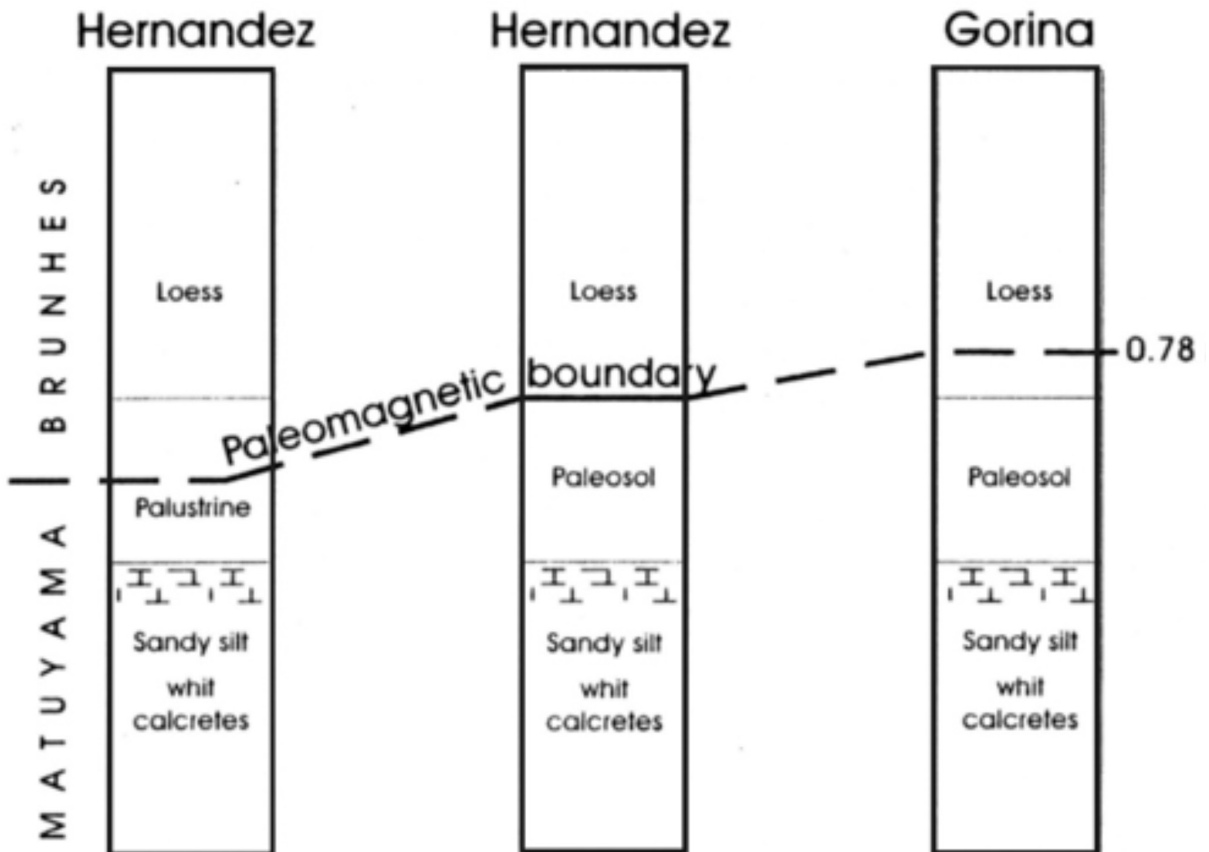 Hernandez
Hernandez
Gorina
BRUNHES
MATUYAMA
Loess
Loess
Loess
0.78
Paleomagnetic boundary
Palustrine
Paleosol
Paleosol
Sandy silt
whit
calcretes
Sandy silt
whit
calcretes
Sandy silt
whit
calcretes